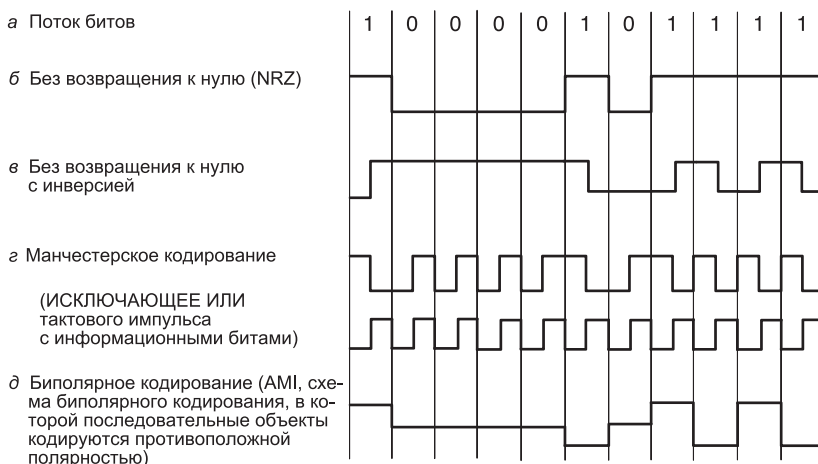 а Поток битов 1 0 0 0 0 1 0 1 1 1 1
б Без возвращения к нулю (NRZ)
в Без возвращения к нулю
с инверсией
г Манчестерское кодирование
(ИСКЛЮЧАЮЩЕЕ ИЛИ
тактового импульса
с информационными битами)
д Биполярное кодирование (AMI, схе-
ма биполярного кодирования, в ко-
торой последовательные объекты
кодируются противоположной
полярностью)